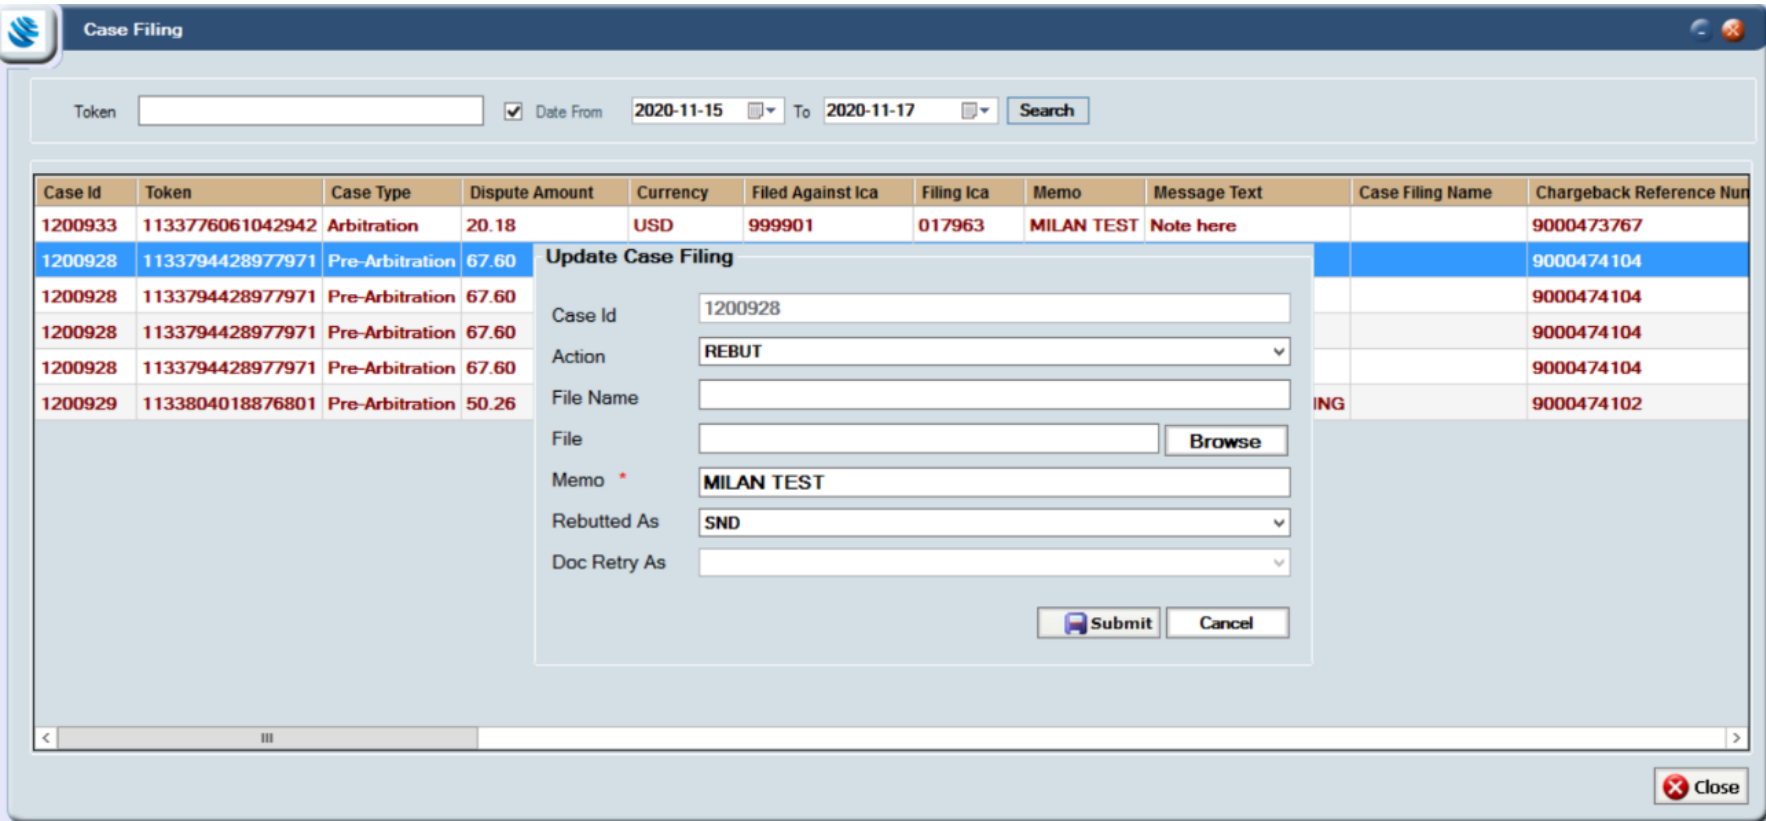 Case Filing
Token Date From 2020-11-15 To 2020-11-17 Search
Case Id Token Case Type Dispute Amount Currency Filed Against Ica Filing Ica Memo Message Text Case Filing Name Chargeback Reference Num
1200933 11337760610429​42 Arbitration 20.18 USD 999901 017963 MILAN TEST Note here 9000473767
1200928 1133794428977971 Pre-Arbitration 67.60 9000474104
1200928 1133794428977971 Pre-Arbitration 67.60 9000474104
1200928 1133794428977971 Pre-Arbitration 67.60 9000474104
1200928 1133794428977971 Pre-Arbitration 67.60 9000474104
1200929 1133804018876801 Pre-Arbitration 50.26 ING 9000474102
Update Case Filing
Case Id 1200928
Action REBUT
File Name
File Browse
Memo * MILAN TEST
Rebutted As SND
Doc Retry As
Submit Cancel
Close